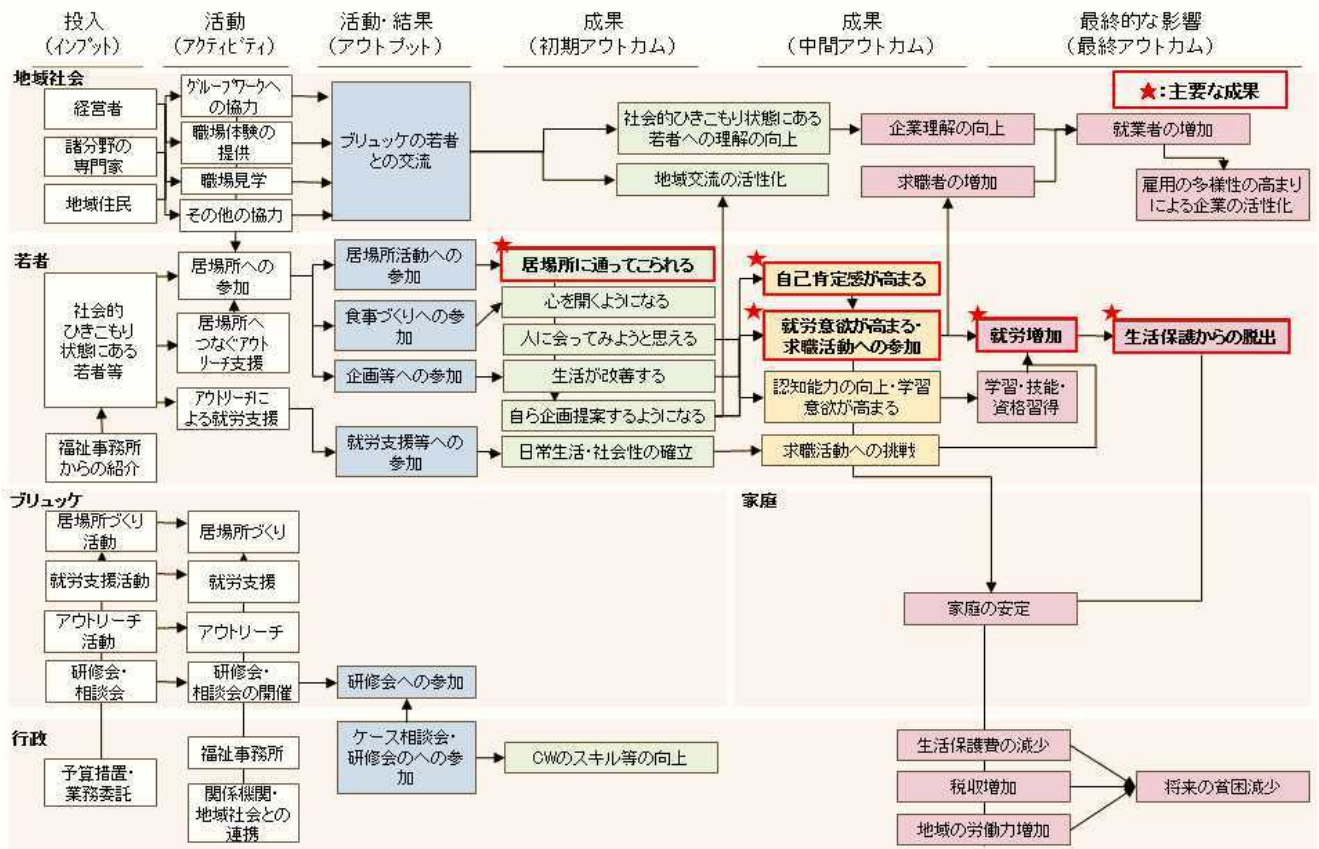 投入
(インプット)
活動
(アクティビティ)
活動・結果
(アウトプット)
成果
(初期アウトカム)
成果
(中間アウトカム)
最終的な影響
(最終アウトカム)
地域社会
★:主要な成果
経営者
諸分野の
専門家
地域住民
グループワークへ
の協力
職場体験の
提供
職場見学
その他の協力
ブリュッケの若者
との交流
社会的ひきこもり状態にある
若者への理解の向上
地域交流の活性化
企業理解の向上
求職者の増加
就業者の増加
雇用の多様性の高まり
による企業の活性化
若者
社会的
ひきこもり
状態にある
若者等
福祉事務所
からの紹介
居場所への
参加
居場所へ
つなぐアウト
リーチ支援
アウトリーチに
よる就労支援
居場所活動への
参加
食事づくりへの参
加
企画等への参加
就労支援等への
参加
★
居場所に通ってこられる
心を開くようになる
人に会ってみようと思える
生活が改善する
自ら企画提案するようになる
日常生活・社会性の確立
★
自己肯定感が高まる
★
就労意欲が高まる・
求職活動への参加
認知能力の向上・学習
意欲が高まる
求職活動への挑戦
★
就労増加
学習・技能・
資格習得
★
生活保護からの脱出
ブリュッケ
居場所づくり
活動
就労支援活動
アウトリーチ
活動
研修会・
相談会
居場所づくり
就労支援
アウトリーチ
研修会・
相談会の開催
研修会への参加
家庭
家庭の安定
行政
予算措置・
業務委託
福祉事務所
関係機関・
地域社会との
連携
ケース相談会・
研修会のへの参
加
CWのスキル等の向上
生活保護費の減少
税収増加
地域の労働力増加
将来の貧困減少